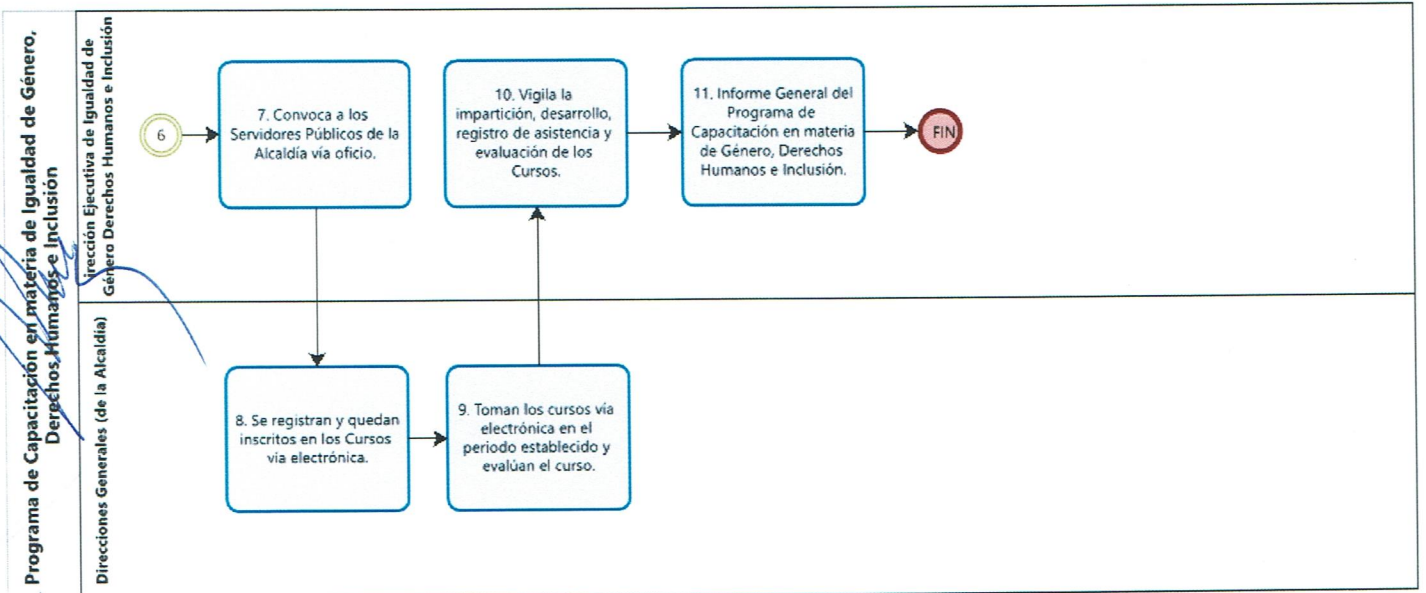 Programa de Capacitación en materia de Igualdad de Género,
Derechos Humanos e Inclusión
irección Ejecutiva de Igualdad de
Género Derechos Humanos e Inclusión
6
7. Convoca a los
Servidores Públicos de la
Alcaldía vía oficio.
10. Vigila la
impartición, desarrollo,
registro de asistencia y
evaluación de los
Cursos.
11. Informe General del
Programa de
Capacitación en materia
de Género, Derechos
Humanos e Inclusión.
FIN
Direcciones Generales (de la Alcaldía)
8. Se registran y quedan
inscritos en los Cursos
vía electrónica.
9. Toman los cursos vía
electrónica en el
periodo establecido y
evalúan el curso.